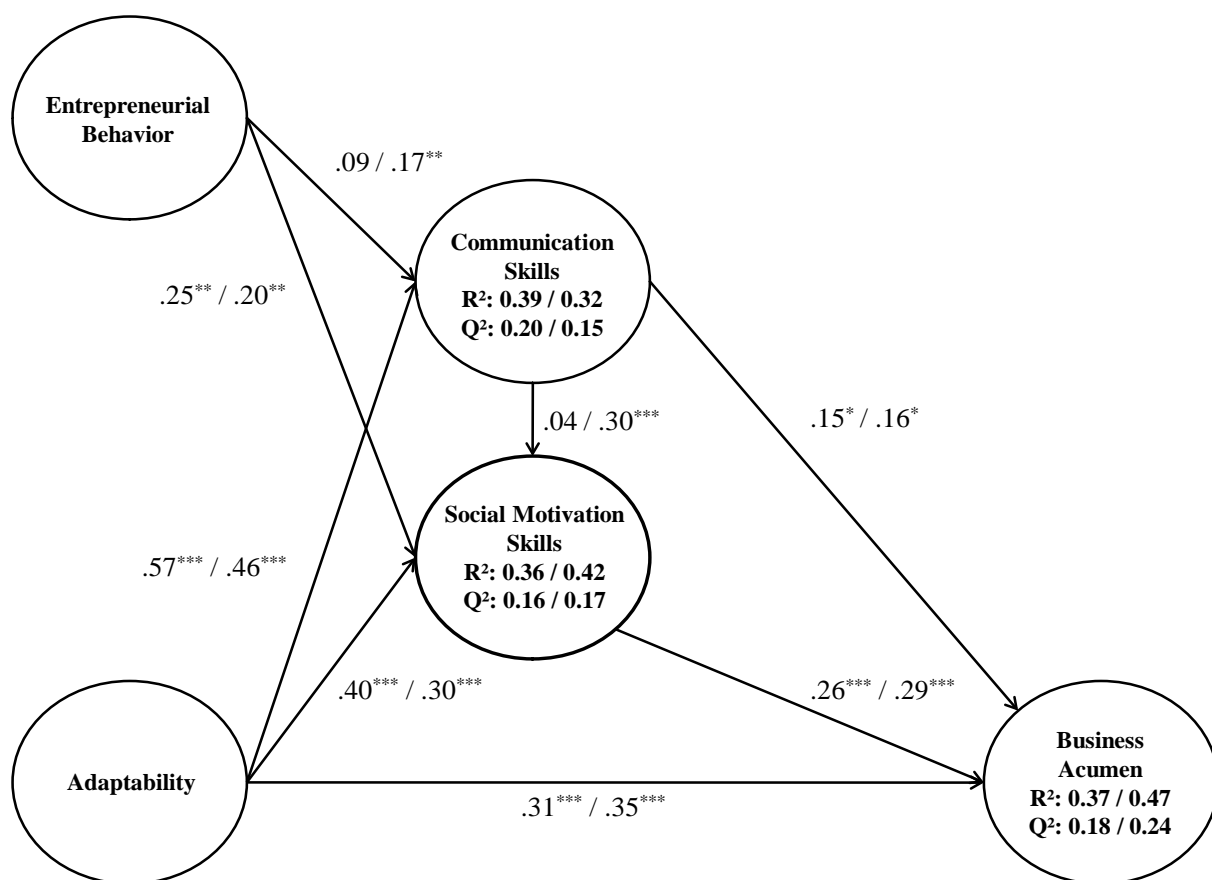 Entrepreneurial
Behavior
.09 / .17**
Communication
Skills
R²: 0.39 / 0.32
Q²: 0.20 / 0.15
.25** / .20**
.15* / .16*
.04 / .30***
Social Motivation
Skills
R²: 0.36 / 0.42
Q²: 0.16 / 0.17
.57*** / .46***
.40*** / .30***
.26*** / .29***
Adaptability
Business
Acumen
R²: 0.37 / 0.47
Q²: 0.18 / 0.24
.31*** / .35***